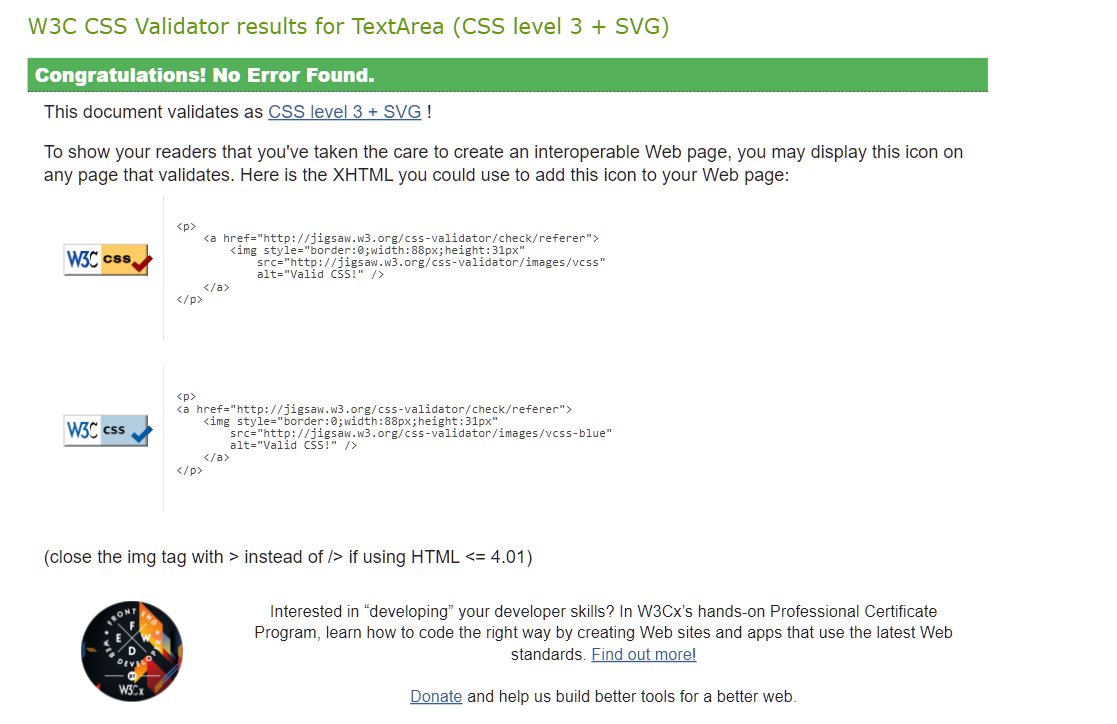 W3C CSS Validator results for TextArea (CSS level 3 + SVG)
Congratulations! No Error Found.
This document validates as CSS level 3 + SVG !
To show your readers that you've taken the care to create an interoperable Web page, you may display this icon on
any page that validates. Here is the XHTML you could use to add this icon to your Web page:
W3C css
<p>
    <a href="http://jigsaw.w3.org/css-validator/check/referer">
        <img style="border:0;width:88px;height:31px"
            src="http://jigsaw.w3.org/css-validator/images/vcss"
            alt="Valid CSS!" />
    </a>
</p>
W3C css
<p>
<a href="http://jigsaw.w3.org/css-validator/check/referer">
    <img style="border:0;width:88px;height:31px"
        src="http://jigsaw.w3.org/css-validator/images/vcss-blue"
        alt="Valid CSS!" />
    </a>
</p>
(close the img tag with > instead of /> if using HTML <= 4.01)
FRONT END
F
E W
D
WEB DEVELOPER
BY
W3Cx
Interested in “developing” your developer skills? In W3Cx’s hands-on Professional Certificate
Program, learn how to code the right way by creating Web sites and apps that use the latest Web
standards. Find out more!
Donate and help us build better tools for a better web.